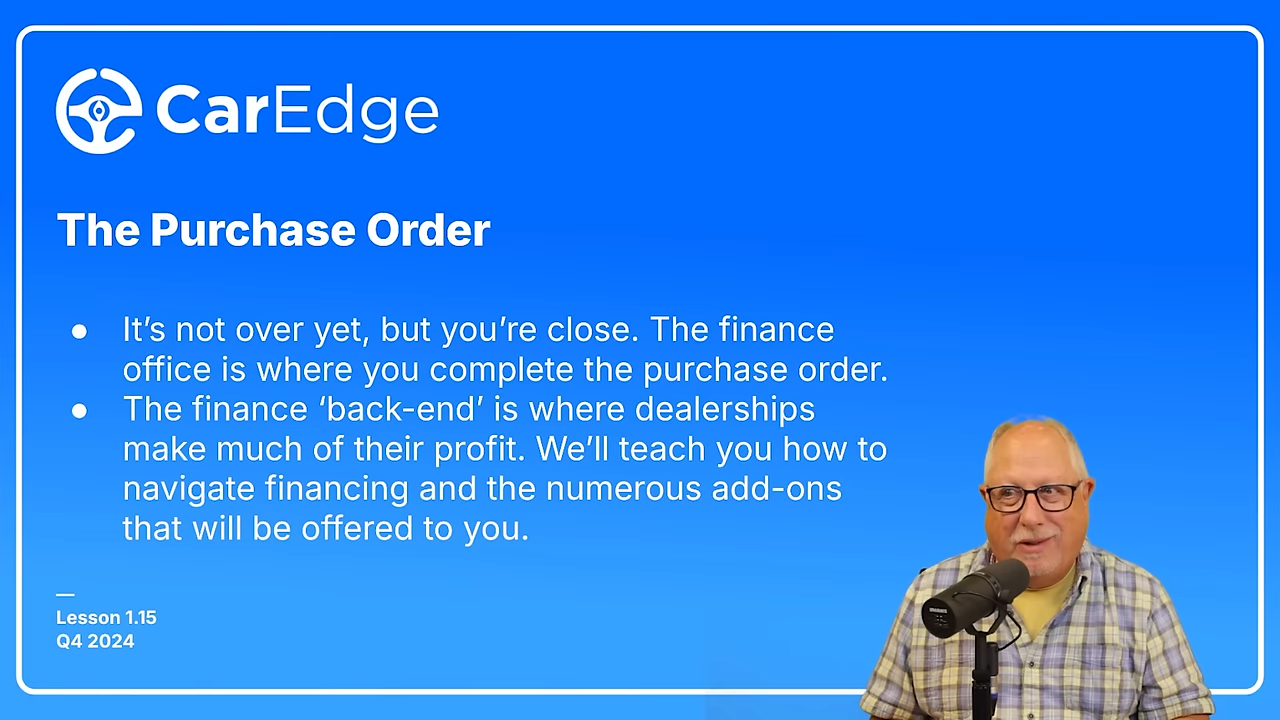 CarEdge
The Purchase Order
● It’s not over yet, but you’re close. The finance
office is where you complete the purchase order.
● The finance ‘back-end’ is where dealerships
make much of their profit. We’ll teach you how to
navigate financing and the numerous add-ons
that will be offered to you.
—
Lesson 1.15
Q4 2024